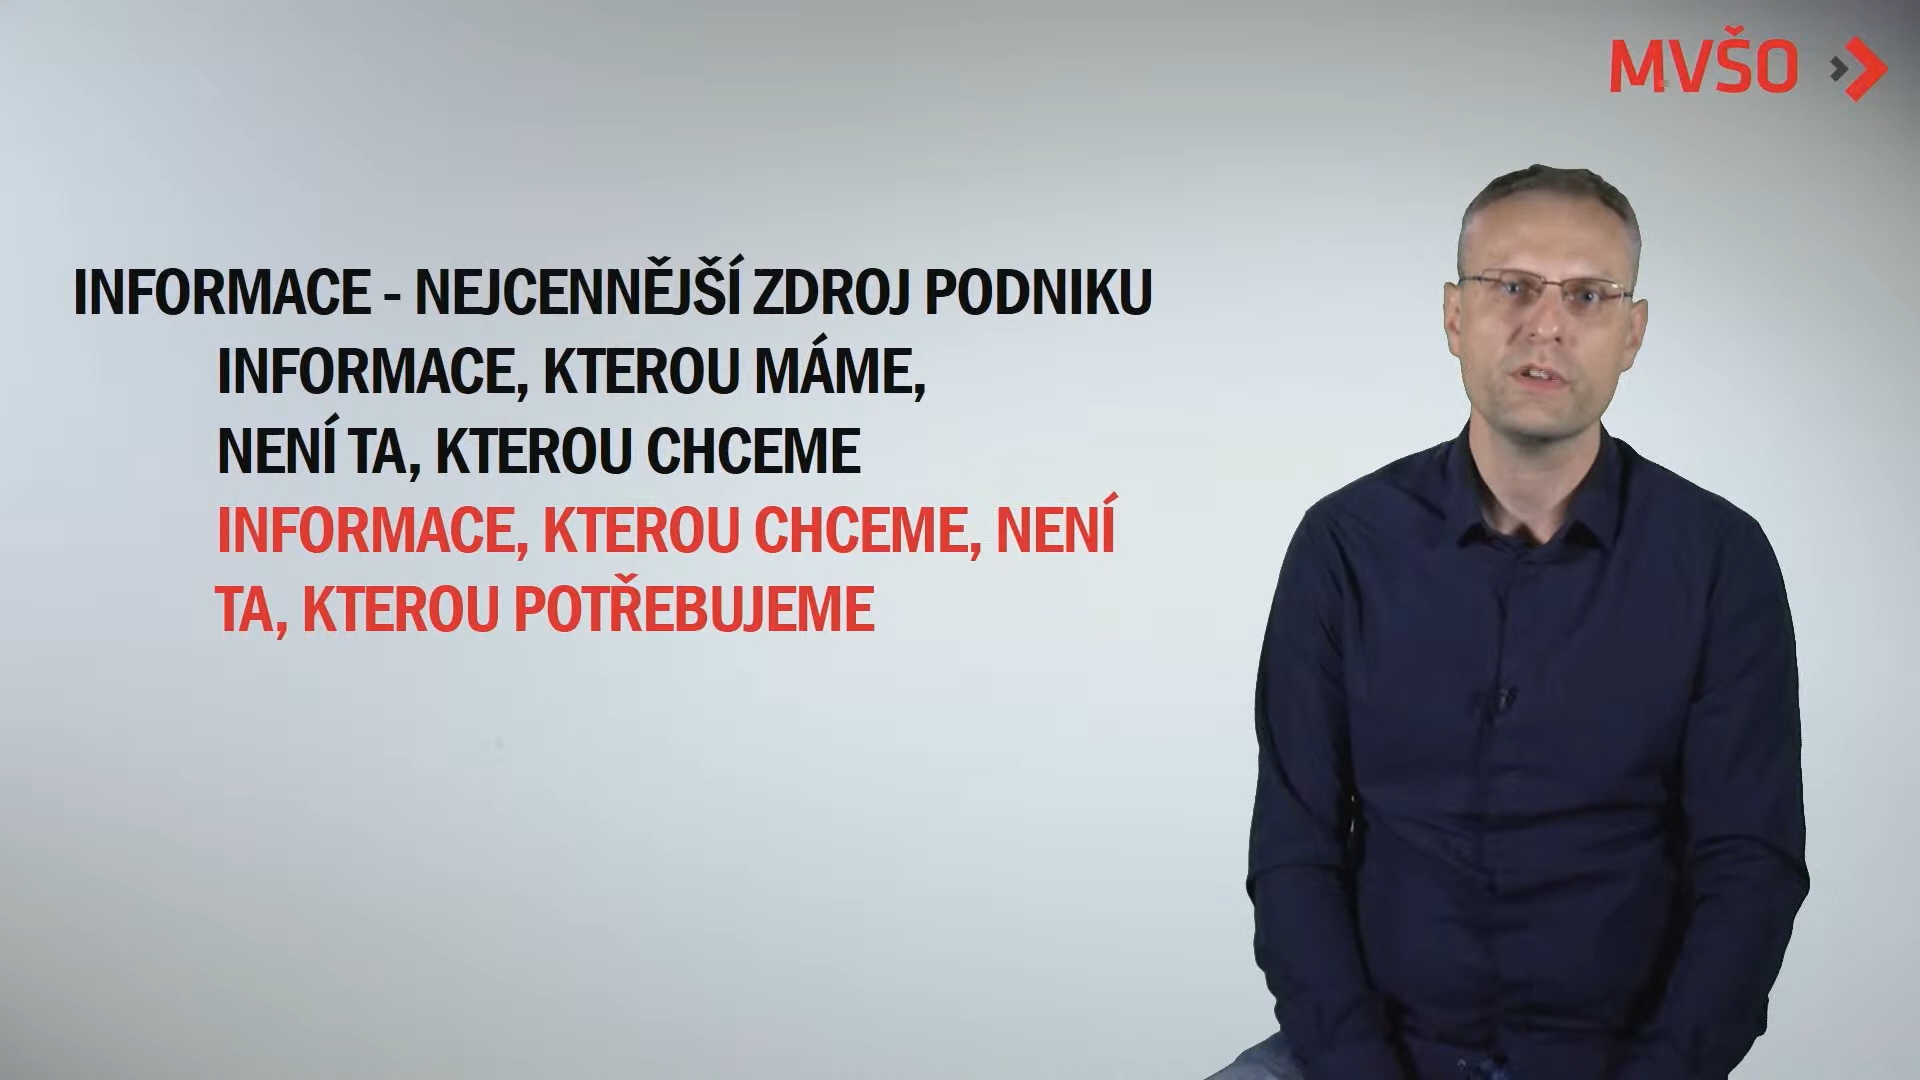 MVŠO
INFORMACE - NEJCENNĚJŠÍ ZDROJ PODNIKU
INFORMACE, KTEROU MÁME,
NENÍ TA, KTEROU CHCEME
INFORMACE, KTEROU CHCEME, NENÍ
TA, KTEROU POTŘEBUJEME